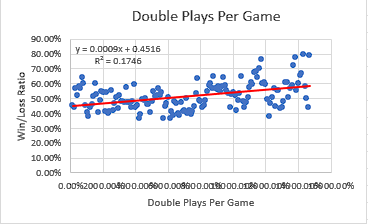 Double Plays Per Game
90.00%
80.00%
70.00%
60.00%
50.00%
40.00%
30.00%
20.00%
10.00%
0.00%
y = 0.0009x + 0.4516
R² = 0.1746
Win/Loss Ratio
0.00%
Double Plays Per Game